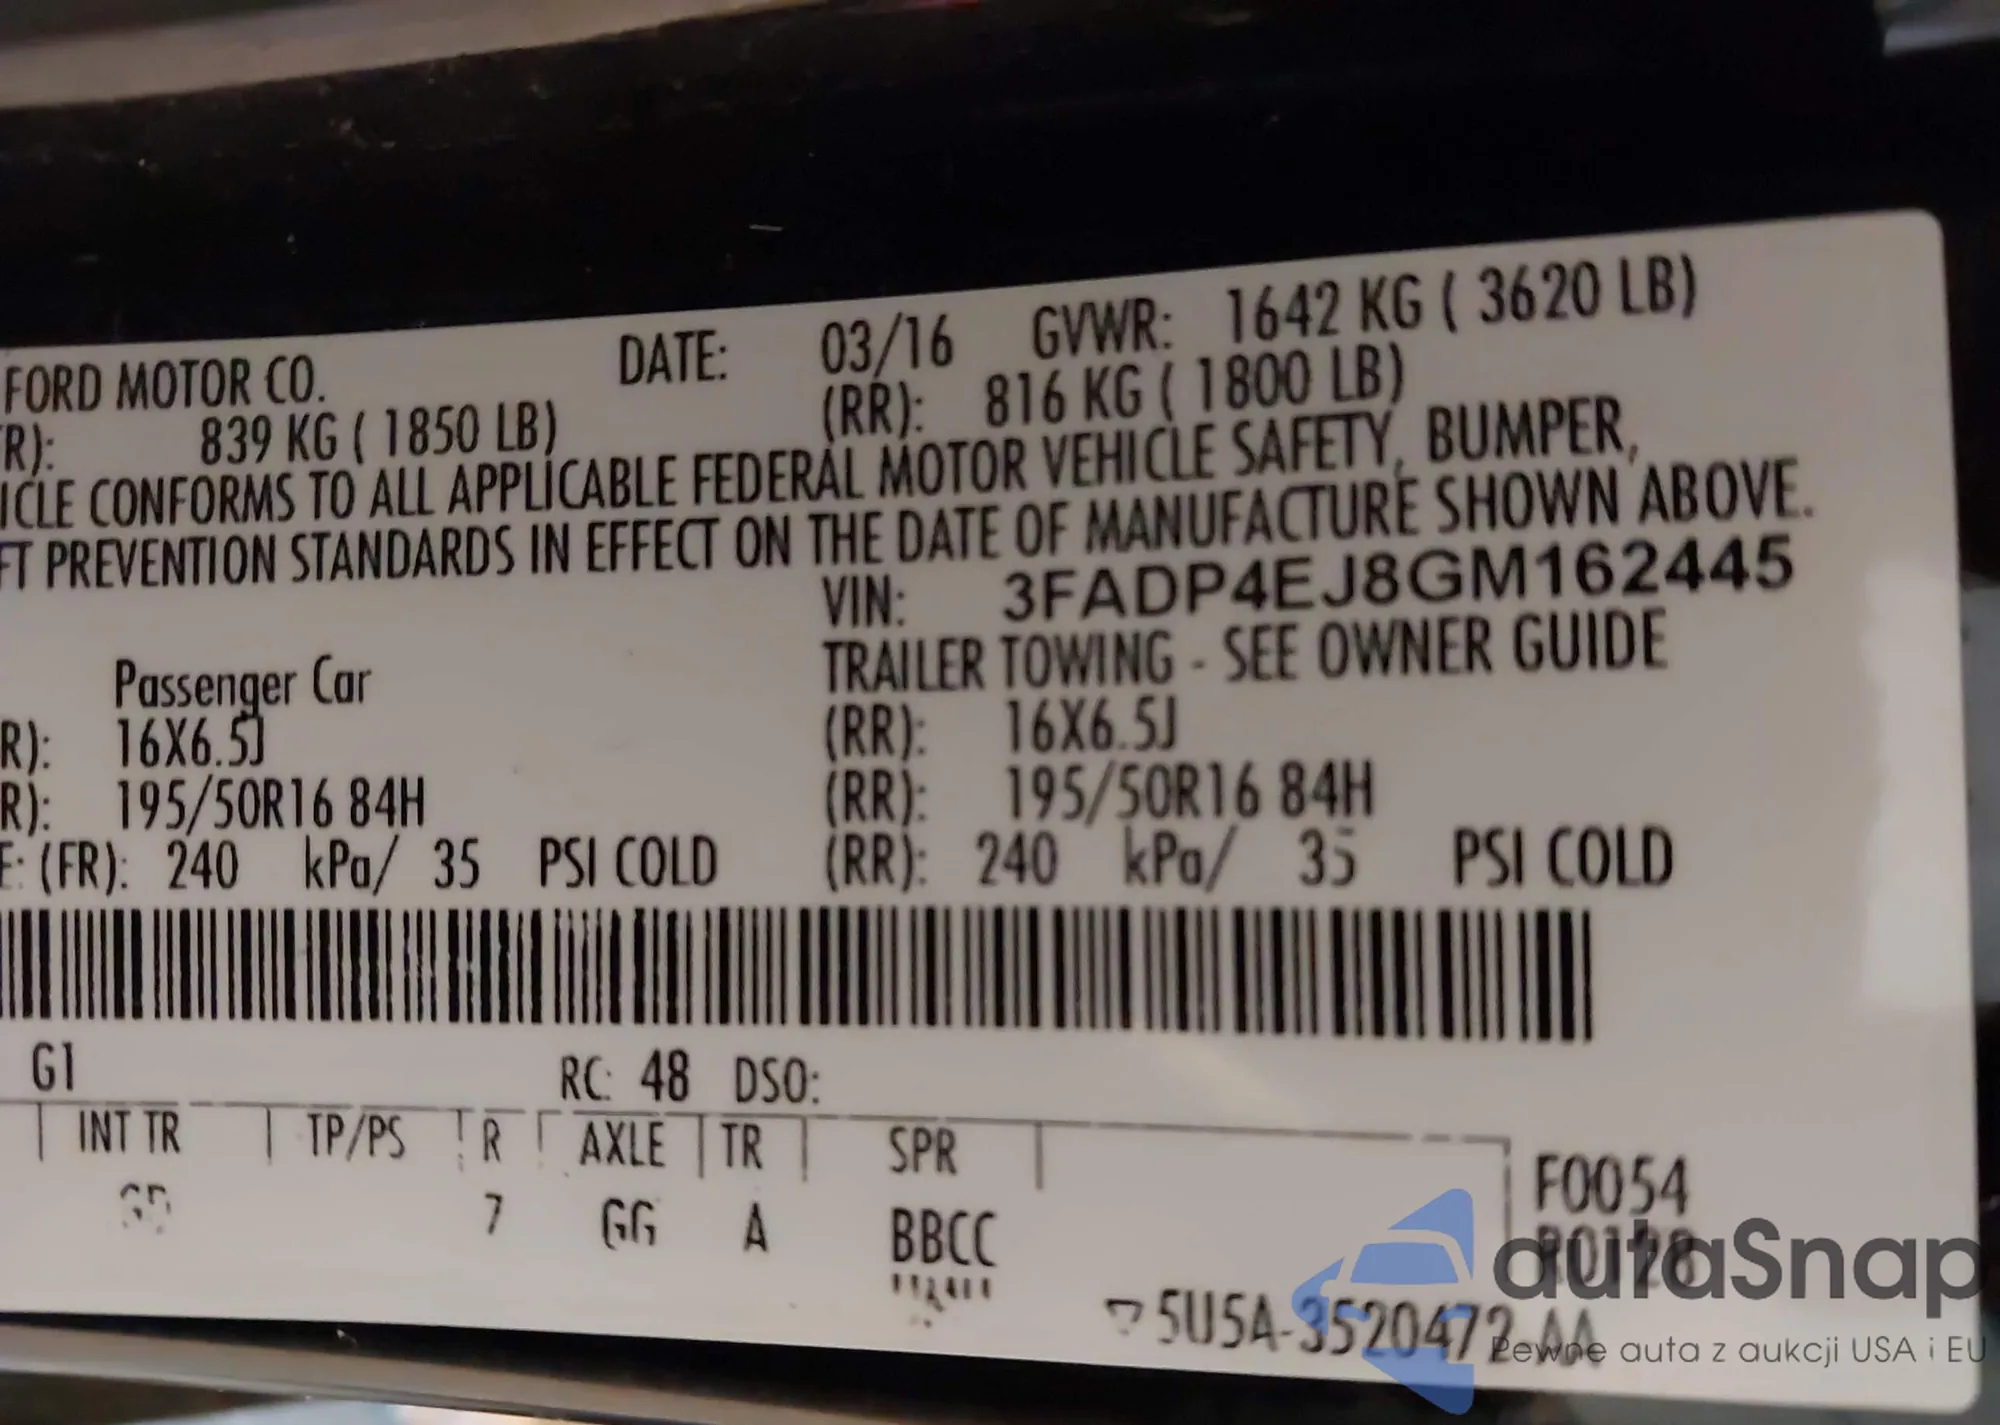 FORD MOTOR CO. DATE: 03/16 GVWR: 1642 KG ( 3620 LB)
R): 839 KG ( 1850 LB) (RR): 816 KG ( 1800 LB)
ICLE CONFORMS TO ALL APPLICABLE FEDERAL MOTOR VEHICLE SAFETY, BUMPER,
FT PREVENTION STANDARDS IN EFFECT ON THE DATE OF MANUFACTURE SHOWN ABOVE.
VIN: 3FADP4EJ8GM162445
Passenger Car TRAILER TOWING - SEE OWNER GUIDE
R): 16X6.5J (RR): 16X6.5J
R): 195/50R16 84H (RR): 195/50R16 84H
E: (FR): 240 kPa/ 35 PSI COLD (RR): 240 kPa/ 35 PSI COLD
G1 RC: 48 DSO:
INT TR TP/PS R AXLE TR SPR
7 GG A BBCC
F0054
R0128
5U5A-3520472-AA
autaSnap
Pewne auta z aukcji USA i EU